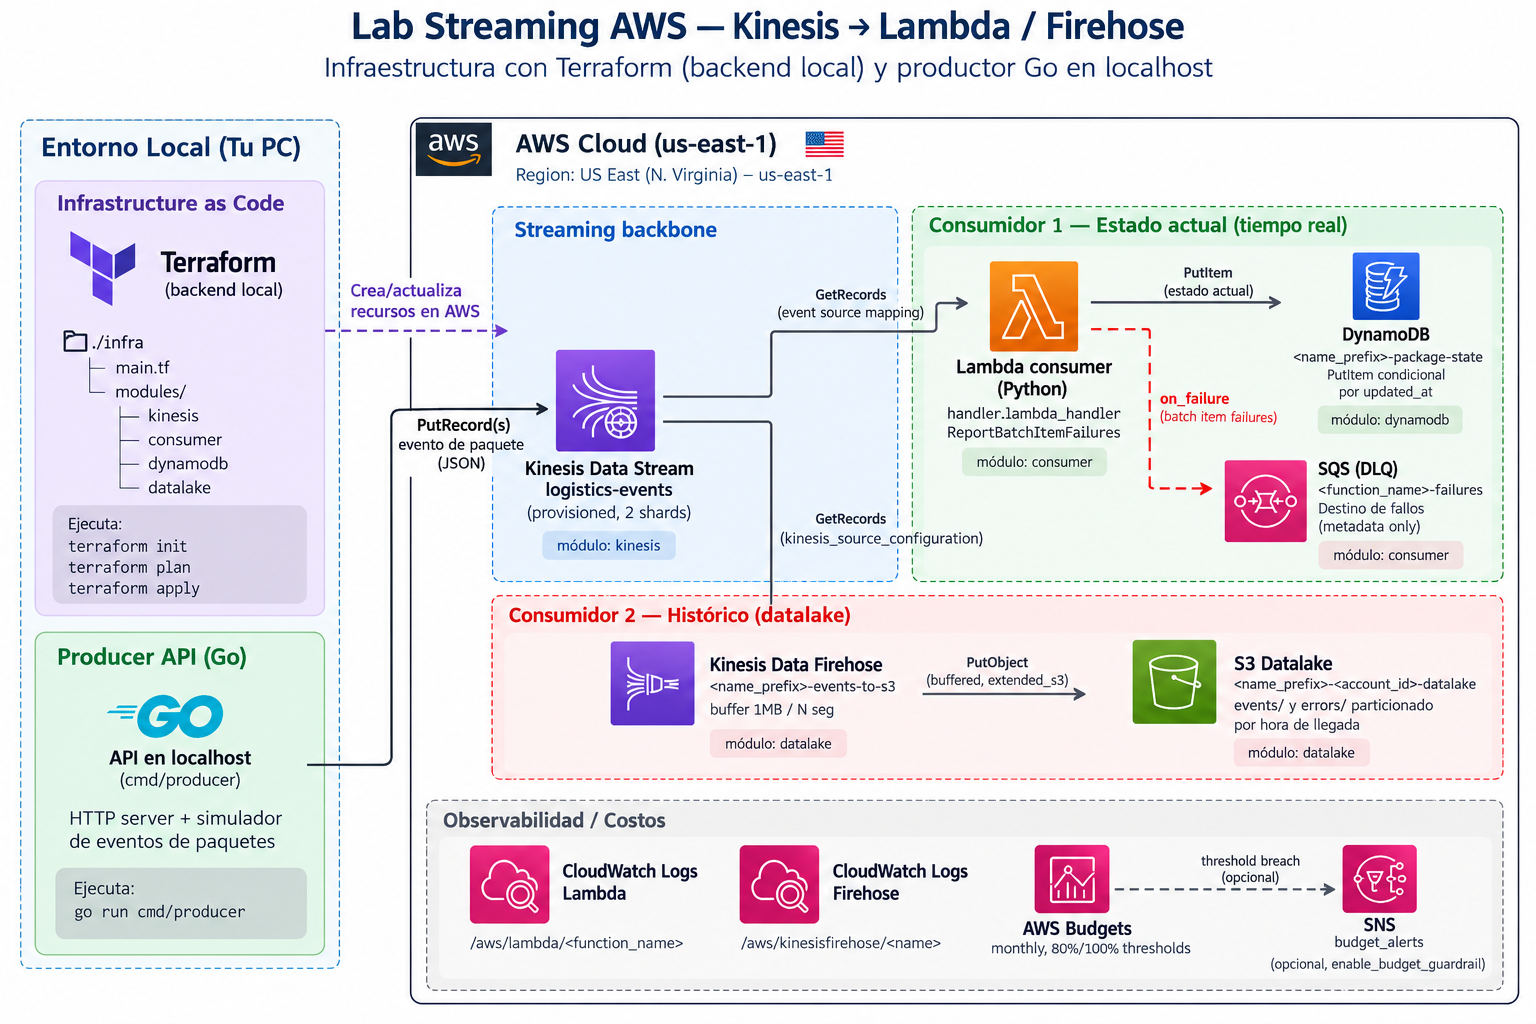 Lab Streaming AWS — Kinesis → Lambda / Firehose
Infraestructura con Terraform (backend local) y productor Go en localhost
Entorno Local (Tu PC)
Infrastructure as Code
Terraform
(backend local)
./infra
main.tf
modules/
kinesis
consumer
dynamodb
datalake
Ejecuta:
terraform init
terraform plan
terraform apply
Producer API (Go)
GO
API en localhost
(cmd/producer)
HTTP server + simulador
de eventos de paquetes
Ejecuta:
go run cmd/producer
Crea/actualiza
recursos en AWS
PutRecord(s)
evento de paquete
(JSON)
aws
AWS Cloud (us-east-1)
Region: US East (N. Virginia) – us-east-1
Streaming backbone
Kinesis Data Stream
logistics-events
(provisioned, 2 shards)
módulo: kinesis
GetRecords
(event source mapping)
GetRecords
(kinesis_source_configuration)
Consumidor 1 — Estado actual (tiempo real)
Lambda consumer
(Python)
handler.lambda_handler
ReportBatchItemFailures
módulo: consumer
PutItem
(estado actual)
on_failure
(batch item failures)
DynamoDB
<name_prefix>-package-state
PutItem condicional
por updated_at
módulo: dynamodb
SQS (DLQ)
<function_name>-failures
Destino de fallos
(metadata only)
módulo: consumer
Consumidor 2 — Histórico (datalake)
Kinesis Data Firehose
<name_prefix>-events-to-s3
buffer 1MB / N seg
módulo: datalake
PutObject
(buffered, extended_s3)
S3 Datalake
<name_prefix>-<account_id>-datalake
events/ y errors/ particionado
por hora de llegada
módulo: datalake
Observabilidad / Costos
CloudWatch Logs
Lambda
/aws/lambda/<function_name>
CloudWatch Logs
Firehose
/aws/kinesisfirehose/<name>
AWS Budgets
monthly, 80%/100% thresholds
threshold breach
(opcional)
SNS
budget_alerts
(opcional, enable_budget_guardrail)